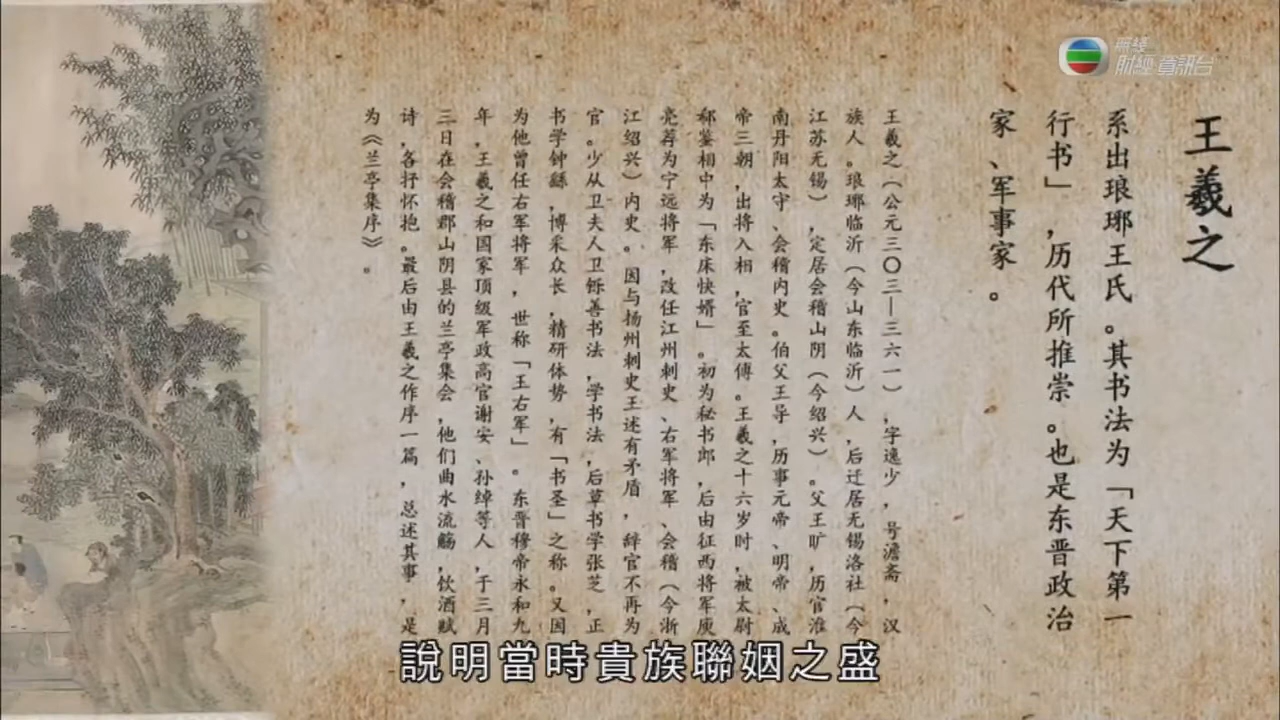 無綫
財經·資訊台
王羲之
系出琅琊王氏。其书法为「天下第一
行书」，历代所推崇。也是东晋政治
家、军事家。
王羲之（公元三〇三—三六一），字逸少，号澹斋，汉
族人。琅琊临沂（今山东临沂）人，后迁居无锡洛社（今
江苏无锡），定居会稽山阴（今绍兴）。父王旷，历官淮
南丹阳太守、会稽内史。伯父王导，历事元帝、明帝、成
帝三朝，出将入相，官至太傅。王羲之十六岁时，被太尉
郗鉴相中为「东床快婿」。初为秘书郎，后由征西将军庾
亮荐为宁远将军，改任江州刺史、右军将军、会稽（今浙
江绍兴）内史。因与扬州刺史王述有矛盾，辞官不再为
官。少从卫夫人卫铄善书法，学书法，后草书学张芝，正
书学钟繇，博采众长，精研体势，有「书圣」之称。又因
为他曾任右军将军，世称「王右军」。东晋穆帝永和九
年，王羲之和国家顶级军政高官谢安、孙绰等人，于三月
三日在会稽郡山阴县的兰亭集会，他们曲水流觞，饮酒赋
诗，各抒怀抱。最后由王羲之作序一篇，总述其事，是
为《兰亭集序》。
說明當時貴族聯姻之盛